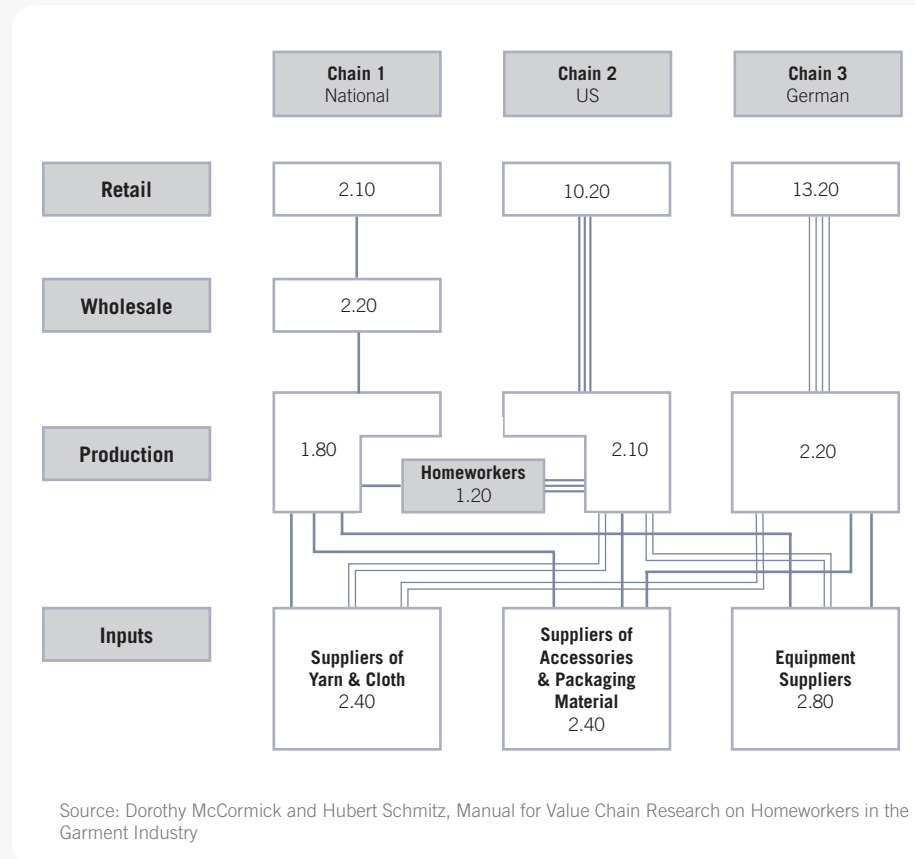 Chain 1
National
Chain 2
US
Chain 3
German
Retail
2.10
10.20
13.20
Wholesale
2.20
Production
1.80
Homeworkers
1.20
2.10
2.20
Inputs
Suppliers of
Yarn & Cloth
2.40
Suppliers of
Accessories
& Packaging
Material
2.40
Equipment
Suppliers
2.80
Source: Dorothy McCormick and Hubert Schmitz, Manual for Value Chain Research on Homeworkers in the
Garment Industry